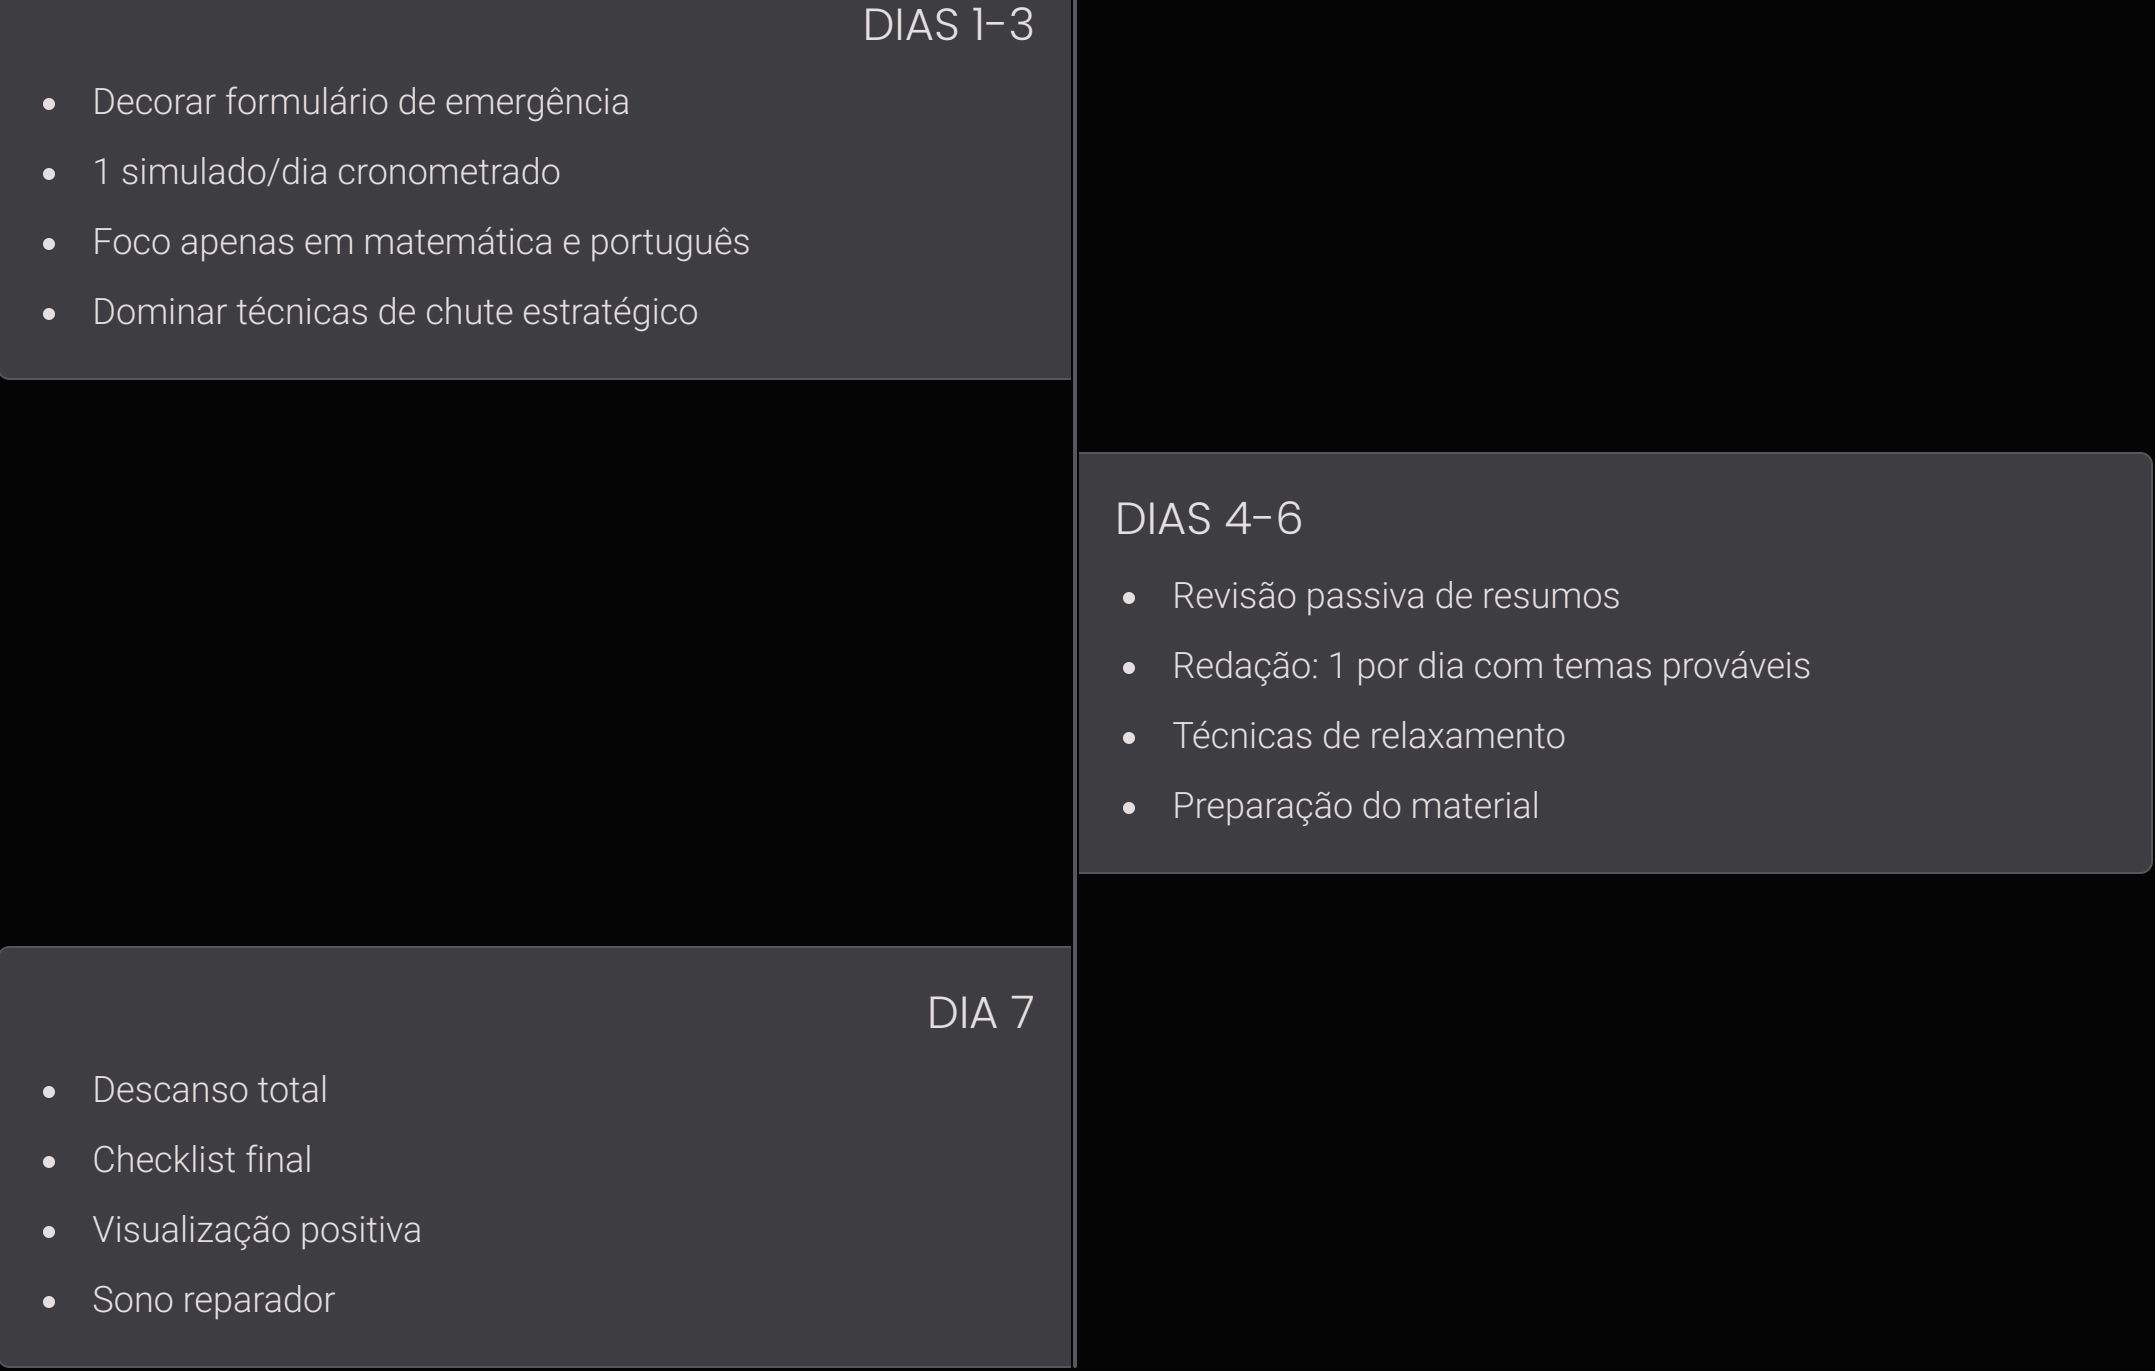 DIAS 1-3
Decorar formulário de emergência
1 simulado/dia cronometrado
Foco apenas em matemática e português
Dominar técnicas de chute estratégico
DIAS 4-6
Revisão passiva de resumos
Redação: 1 por dia com temas prováveis
Técnicas de relaxamento
Preparação do material
DIA 7
Descanso total
Checklist final
Visualização positiva
Sono reparador